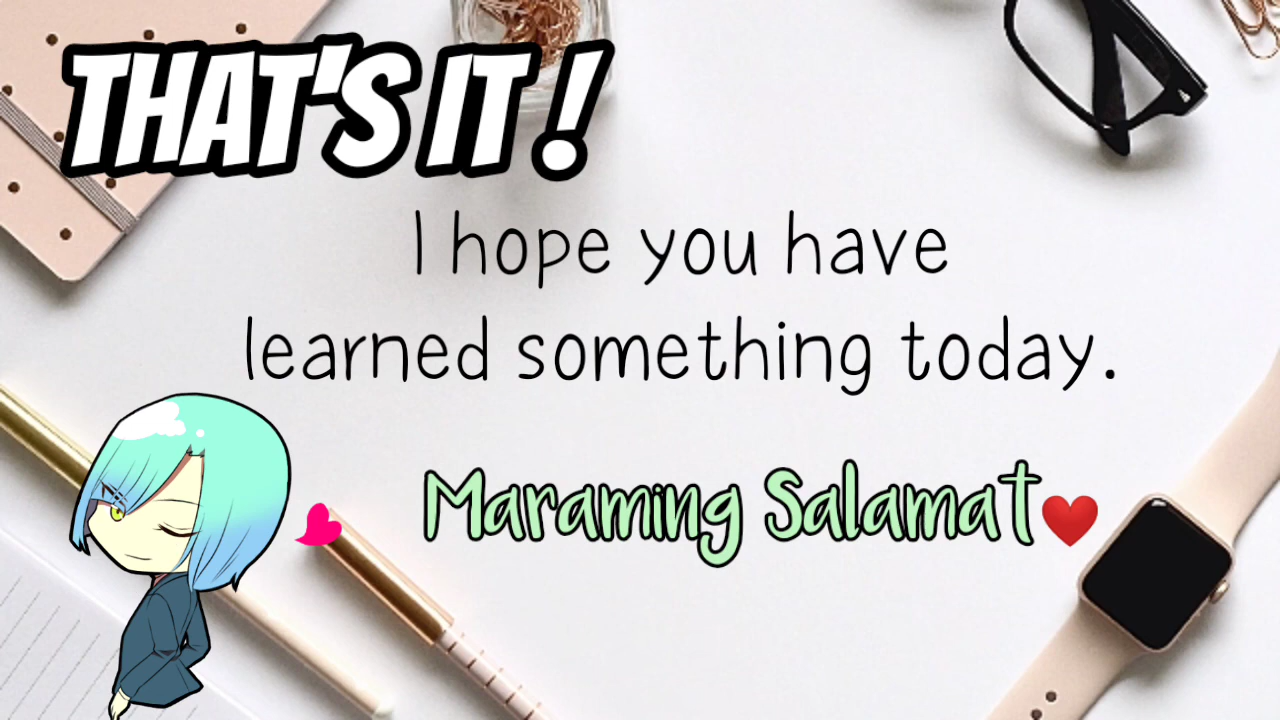 THAT'S IT!
I hope you have
learned something today.
Maraming Salamat❤️